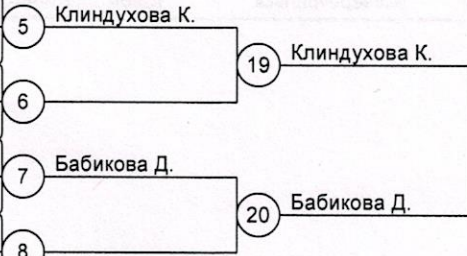 5 Клиндухова К.
19 Клиндухова К.
6
7 Бабикова Д.
20 Бабикова Д.
8